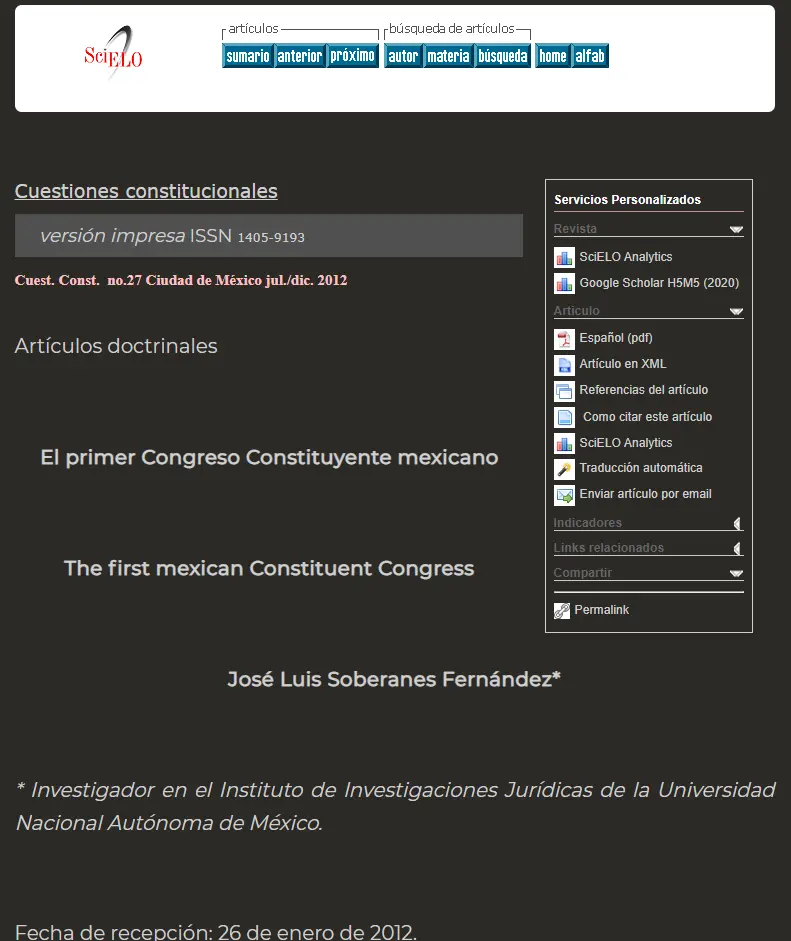 SciELO
artículos
búsqueda de artículos
sumario anterior próximo autor materia búsqueda home alfab
Cuestiones constitucionales
versión impresa ISSN 1405-9193
Cuest. Const.  no.27 Ciudad de México jul./dic. 2012
Artículos doctrinales
El primer Congreso Constituyente mexicano
The first mexican Constituent Congress
José Luis Soberanes Fernández*
* Investigador en el Instituto de Investigaciones Jurídicas de la Universidad
Nacional Autónoma de México.
Fecha de recepción: 26 de enero de 2012.
Servicios Personalizados
Revista
SciELO Analytics
Google Scholar H5M5 (2020)
Articulo
Español (pdf)
Artículo en XML
Referencias del artículo
Como citar este artículo
SciELO Analytics
Traducción automática
Enviar artículo por email
Indicadores
Links relacionados
Compartir
Permalink